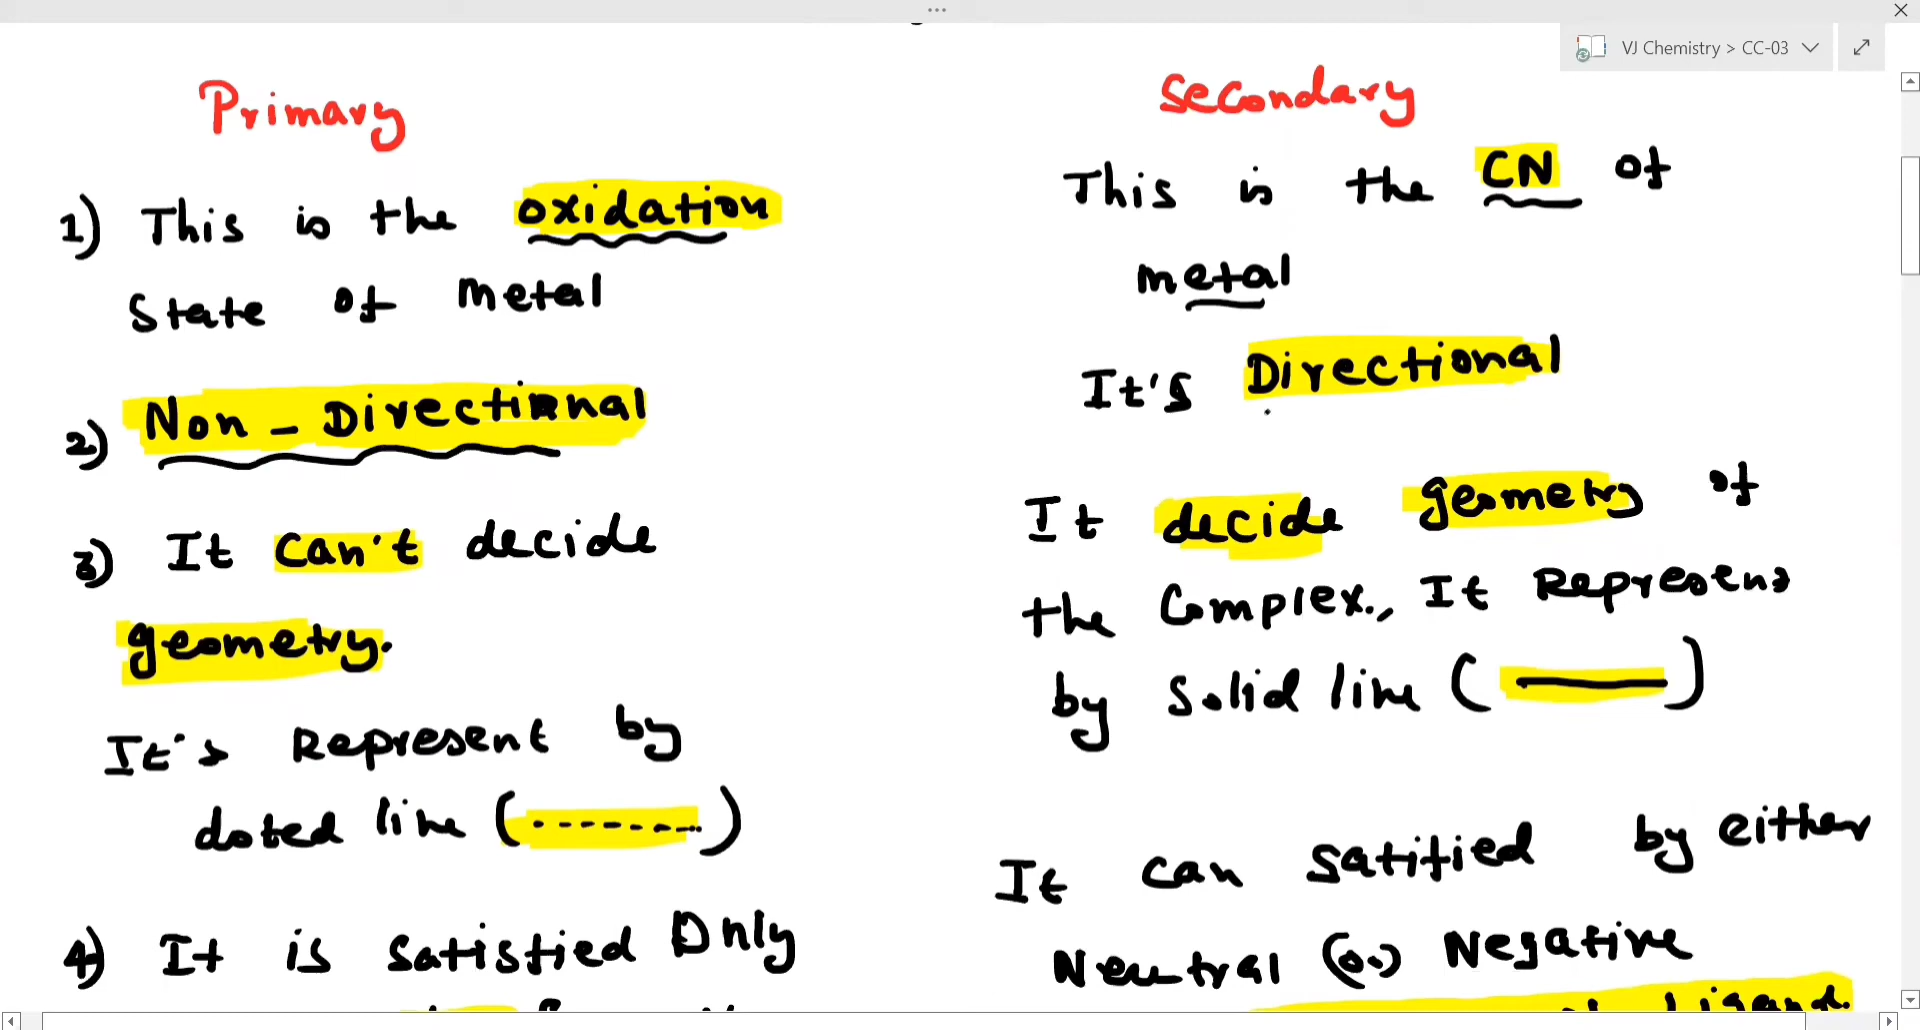 VJ Chemistry > CC-03
Primary
1) This is the oxidation
State of metal
2) Non-Directional
3) It can't decide
geometry.
It's Represent by
doted line (.-------.)
4) It is Satisfied Only
Secondary
This is the CN of
metal
It's Directional
It decide geometry of
the Complex., It Represent
by Solid line (——)
It can Satified by either
Neutral (or) Negative
Ligand.